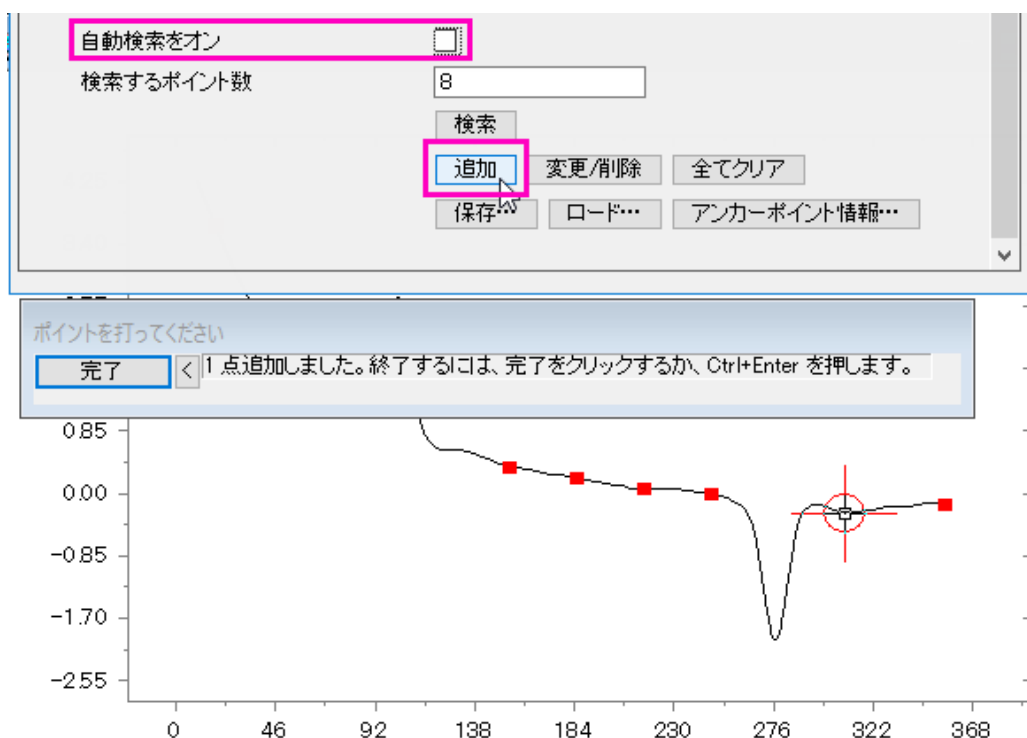 自動検索をオン
検索するポイント数 8
検索
追加 変更/削除 全てクリア
保存… ロード… アンカーポイント情報…
ポイントを打ってください
完了 < 1 点追加しました。終了するには、完了をクリックするか、Ctrl+Enter を押します。
0.85
0.00
-0.85
-1.70
-2.55
0 46 92 138 184 230 276 322 368